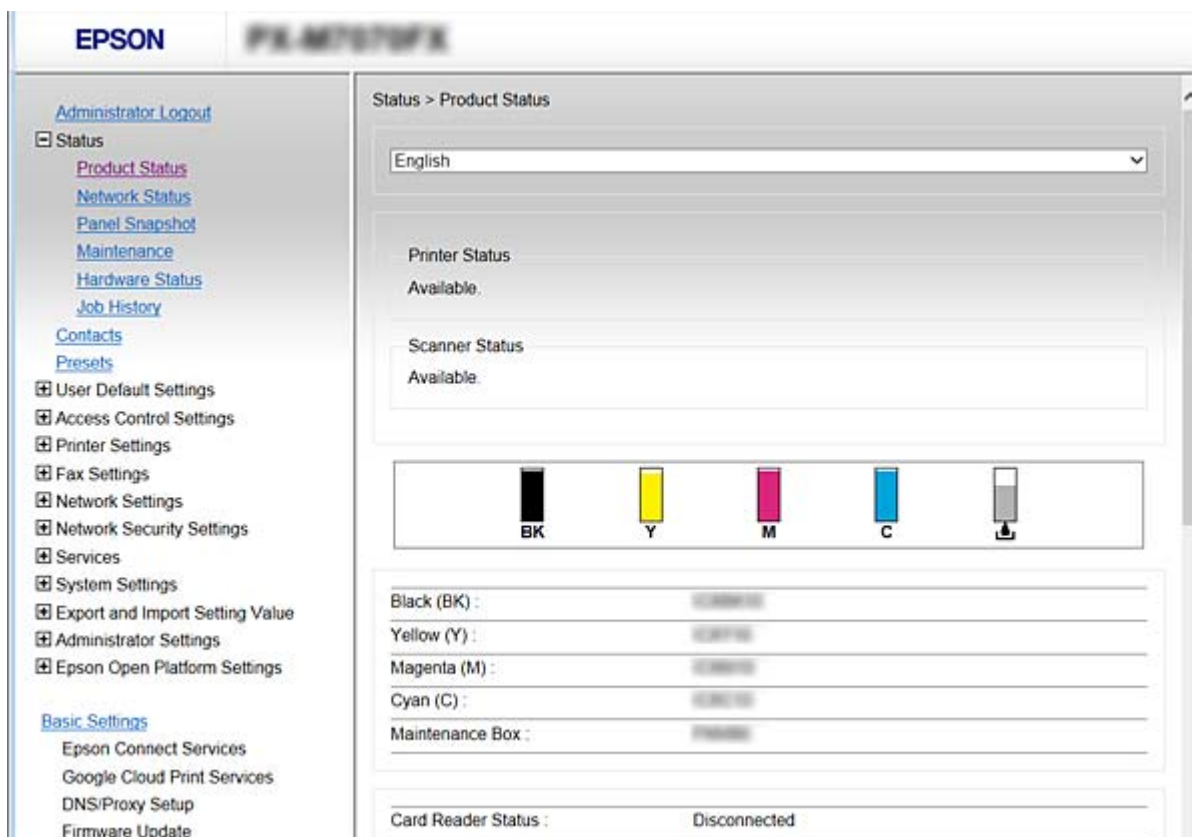 EPSON
Administrator Logout
Status
Product Status
Network Status
Panel Snapshot
Maintenance
Hardware Status
Job History
Contacts
Presets
User Default Settings
Access Control Settings
Printer Settings
Fax Settings
Network Settings
Network Security Settings
Services
System Settings
Export and Import Setting Value
Administrator Settings
Epson Open Platform Settings
Basic Settings
Epson Connect Services
Google Cloud Print Services
DNS/Proxy Setup
Firmware Update
Status > Product Status
English
Printer Status
Available.
Scanner Status
Available.
BK Y M C
Black (BK) :
Yellow (Y) :
Magenta (M) :
Cyan (C) :
Maintenance Box :
Card Reader Status : Disconnected